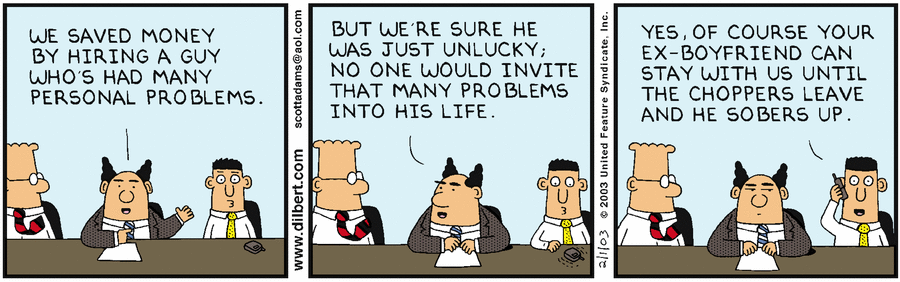 WE SAVED MONEY
BY HIRING A GUY
WHO'S HAD MANY
PERSONAL PROBLEMS.
www.dilbert.com
scottadams@aol.com
BUT WE'RE SURE HE
WAS JUST UNLUCKY;
NO ONE WOULD INVITE
THAT MANY PROBLEMS
INTO HIS LIFE.
2/1/03
© 2003 United Feature Syndicate, Inc.
YES, OF COURSE YOUR
EX-BOYFRIEND CAN
STAY WITH US UNTIL
THE CHOPPERS LEAVE
AND HE SOBERS UP.